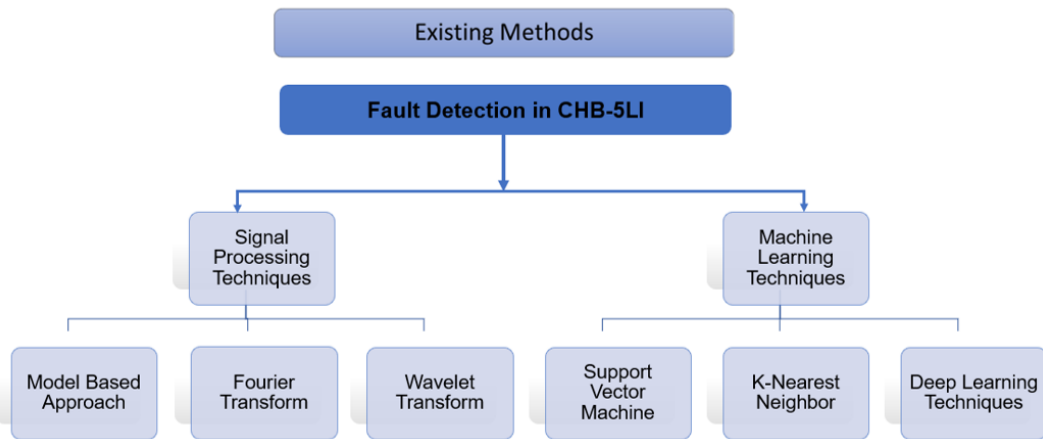 Existing Methods
Fault Detection in CHB-5LI
Signal
Processing
Techniques
Machine
Learning
Techniques
Model Based
Approach
Fourier
Transform
Wavelet
Transform
Support
Vector
Machine
K-Nearest
Neighbor
Deep Learning
Techniques